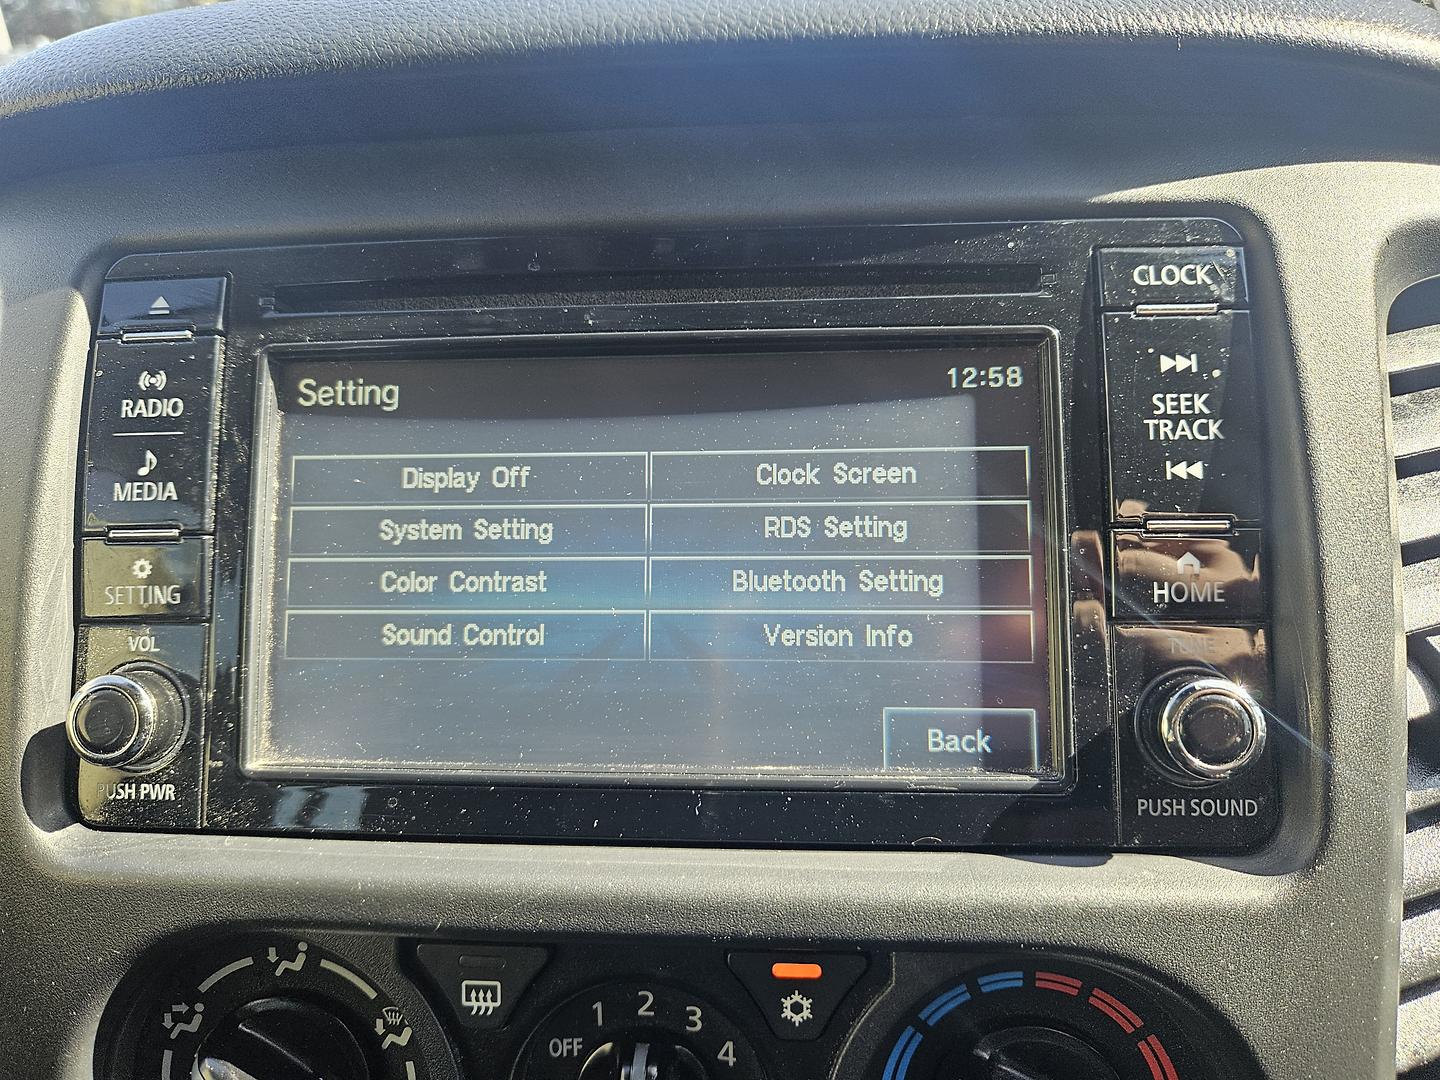 CLOCK
RADIO
MEDIA
SETTING
VOL
PUSH PWR
Setting
12:58
Display Off
Clock Screen
System Setting
RDS Setting
Color Contrast
Bluetooth Setting
Sound Control
Version Info
Back
SEEK
TRACK
HOME
TUNE
PUSH SOUND
OFF
1
2
3
4